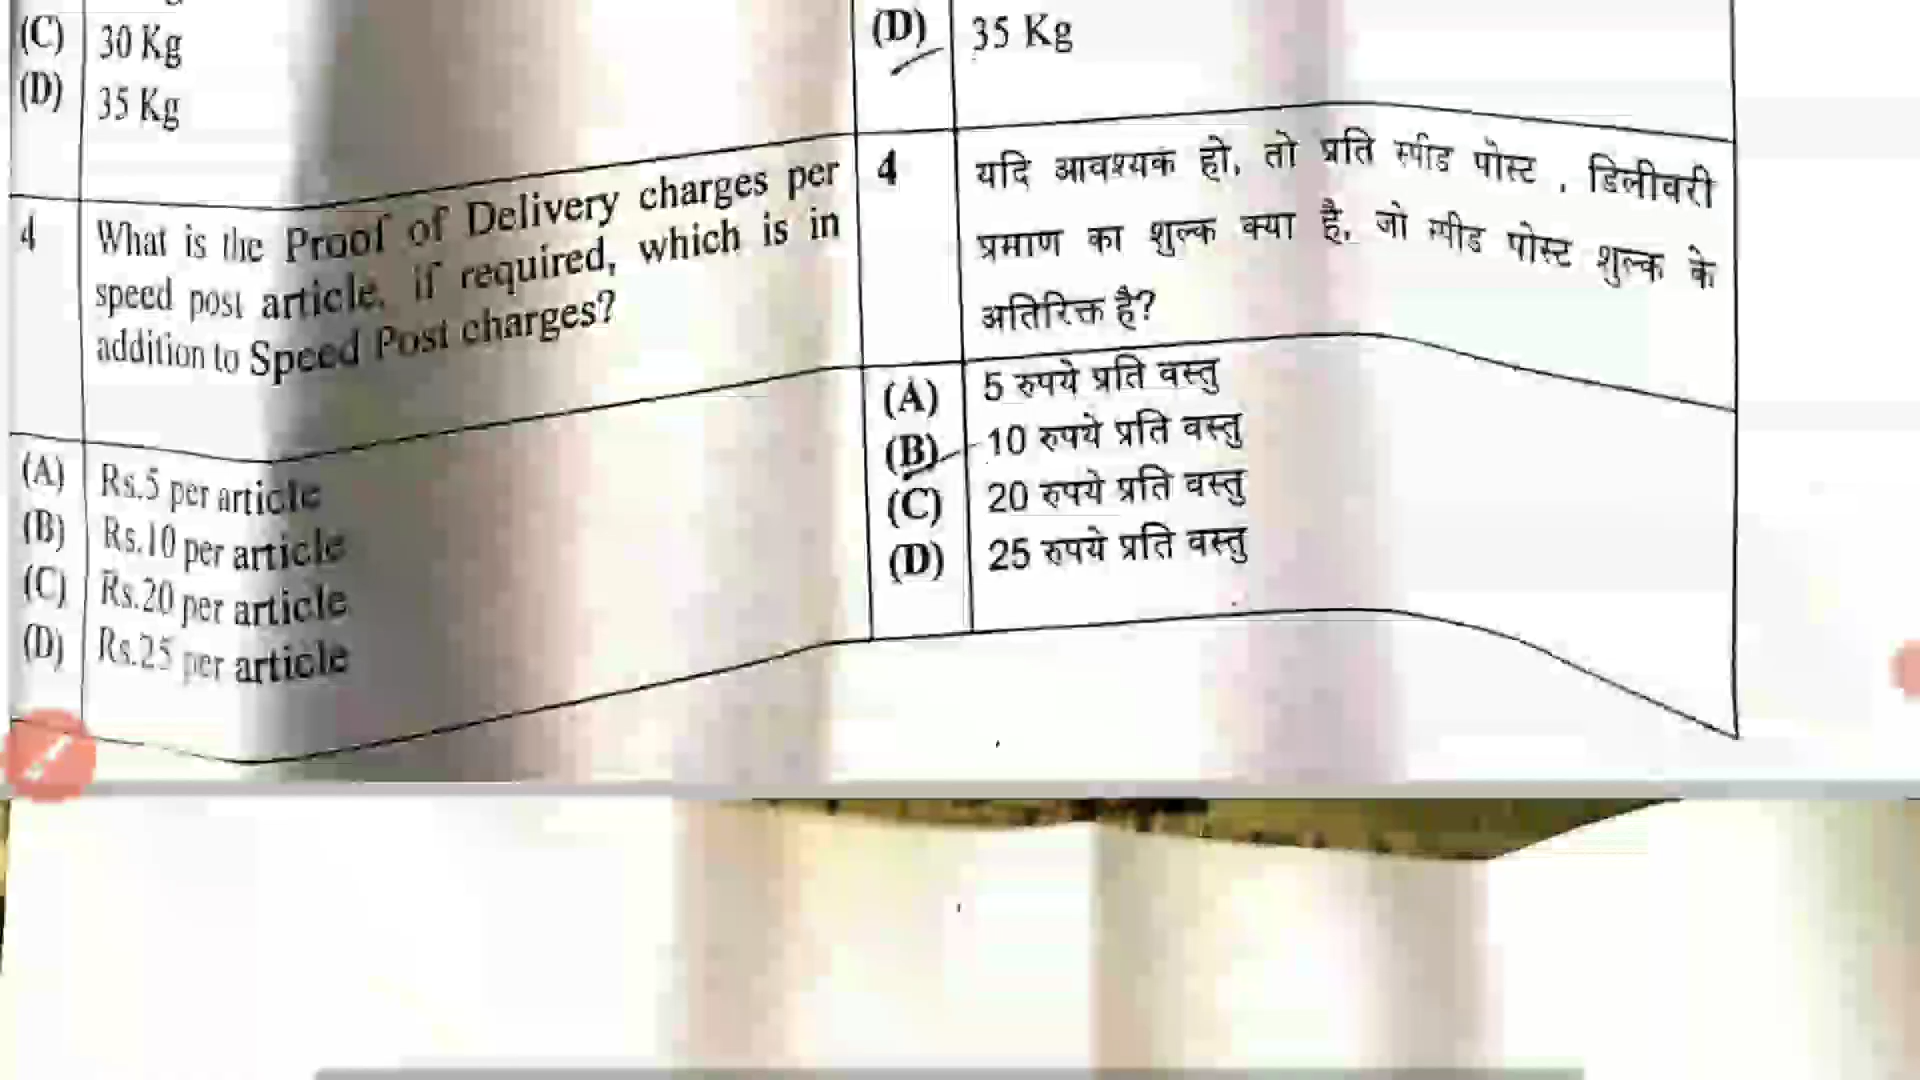 (C) 30 Kg
(D) 35 Kg
4 What is the Proof of Delivery charges per
speed post article, if required, which is in
addition to Speed Post charges?
(A) Rs.5 per article
(B) Rs.10 per article
(C) Rs.20 per article
(D) Rs.25 per article
(D) 35 Kg
4 यदि आवश्यक हो, तो प्रति स्पीड पोस्ट , डिलीवरी
प्रमाण का शुल्क क्या है, जो स्पीड पोस्ट शुल्क के
अतिरिक्त है?
(A) 5 रुपये प्रति वस्तु
(B) 10 रुपये प्रति वस्तु
(C) 20 रुपये प्रति वस्तु
(D) 25 रुपये प्रति वस्तु